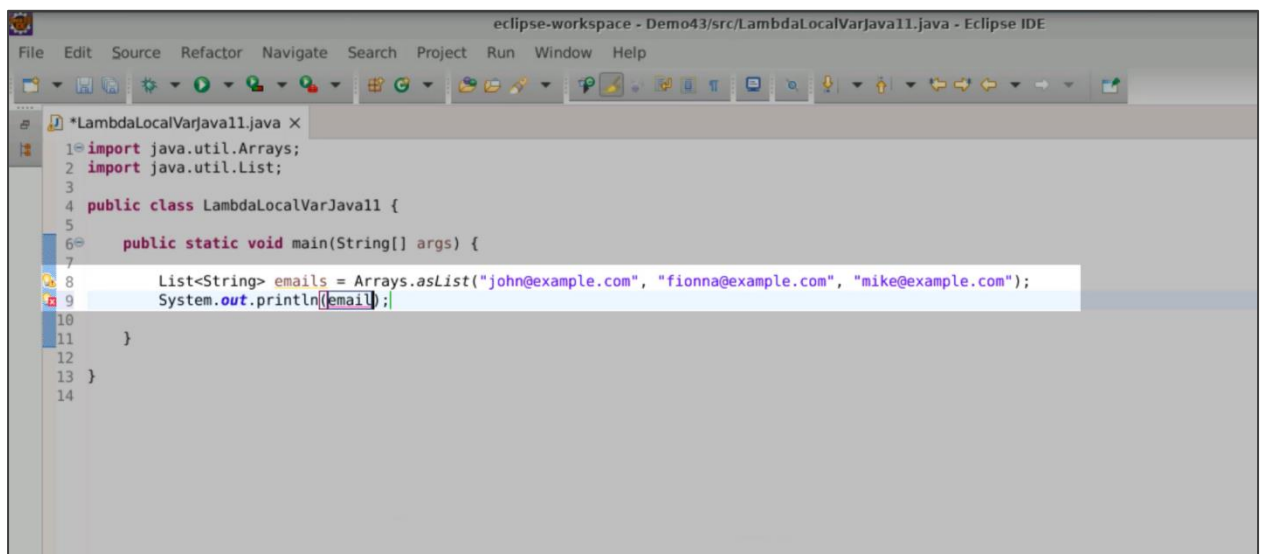 eclipse-workspace - Demo43/src/LambdaLocalVarJava11.java - Eclipse IDE
File Edit Source Refactor Navigate Search Project Run Window Help
*LambdaLocalVarJava11.java ×
1 import java.util.Arrays;
2 import java.util.List;
3
4 public class LambdaLocalVarJava11 {
5
6 public static void main(String[] args) {
7
8 List<String> emails = Arrays.asList("john@example.com", "fionna@example.com", "mike@example.com");
9 System.out.println(email);
10
11 }
12
13 }
14